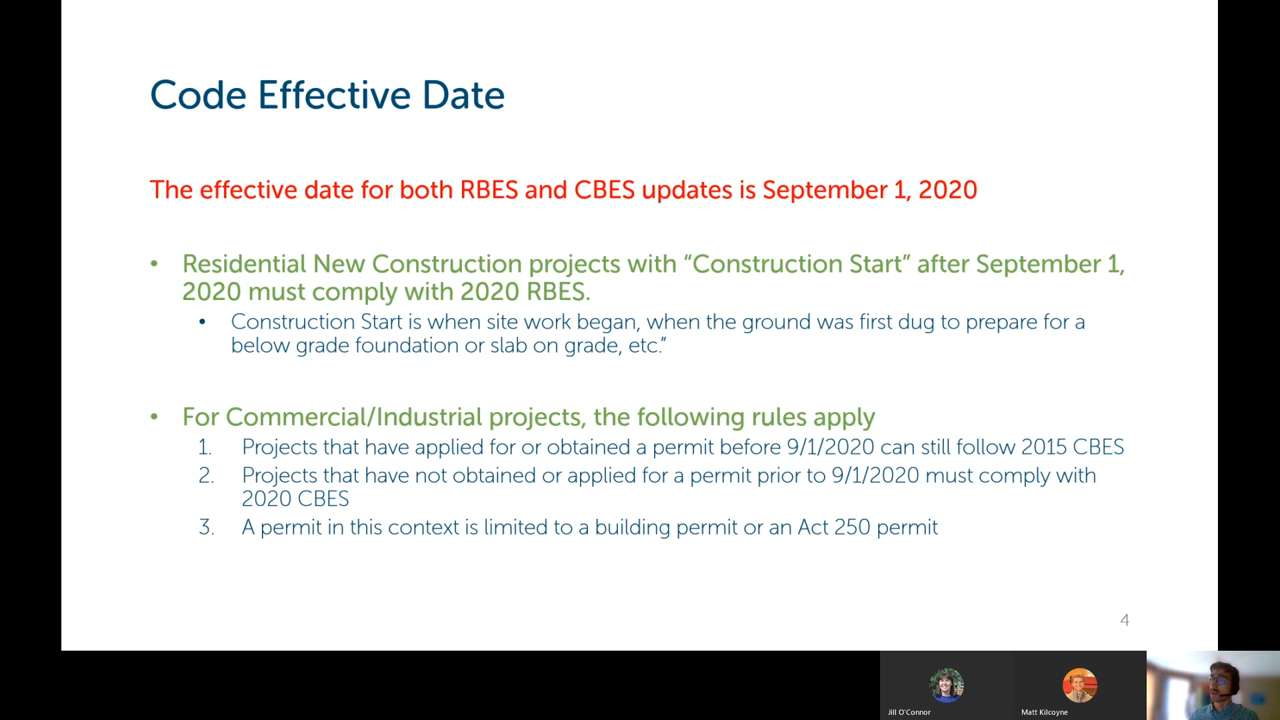 Code Effective Date
The effective date for both RBES and CBES updates is September 1, 2020
• Residential New Construction projects with “Construction Start” after September 1,
2020 must comply with 2020 RBES.
• Construction Start is when site work began, when the ground was first dug to prepare for a
below grade foundation or slab on grade, etc.”
• For Commercial/Industrial projects, the following rules apply
1. Projects that have applied for or obtained a permit before 9/1/2020 can still follow 2015 CBES
2. Projects that have not obtained or applied for a permit prior to 9/1/2020 must comply with
2020 CBES
3. A permit in this context is limited to a building permit or an Act 250 permit
4
Jill O'Connor
Matt Kilcoyne